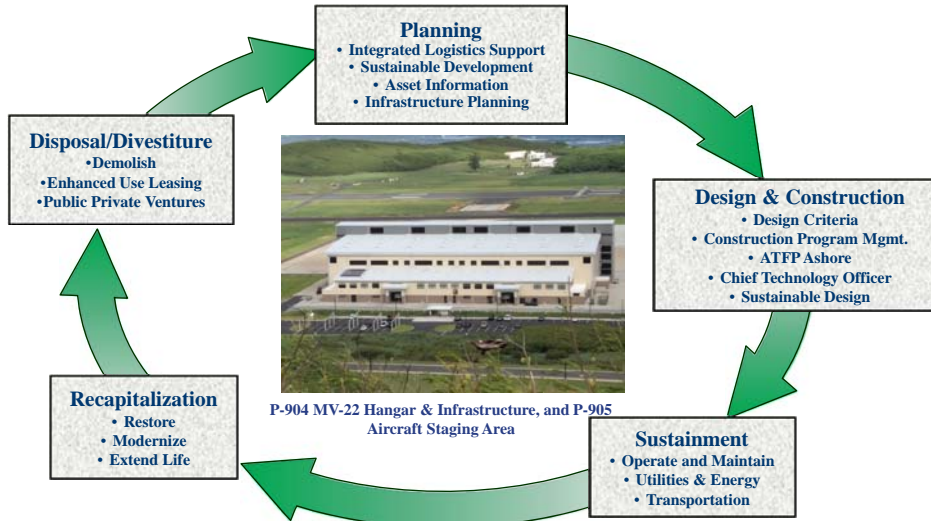 Planning
• Integrated Logistics Support
• Sustainable Development
• Asset Information
• Infrastructure Planning
Design & Construction
• Design Criteria
• Construction Program Mgmt.
• ATFP Ashore
• Chief Technology Officer
• Sustainable Design
Sustainment
• Operate and Maintain
• Utilities & Energy
• Transportation
Recapitalization
• Restore
• Modernize
• Extend Life
Disposal/Divestiture
•Demolish
•Enhanced Use Leasing
•Public Private Ventures
P-904 MV-22 Hangar & Infrastructure, and P-905
Aircraft Staging Area